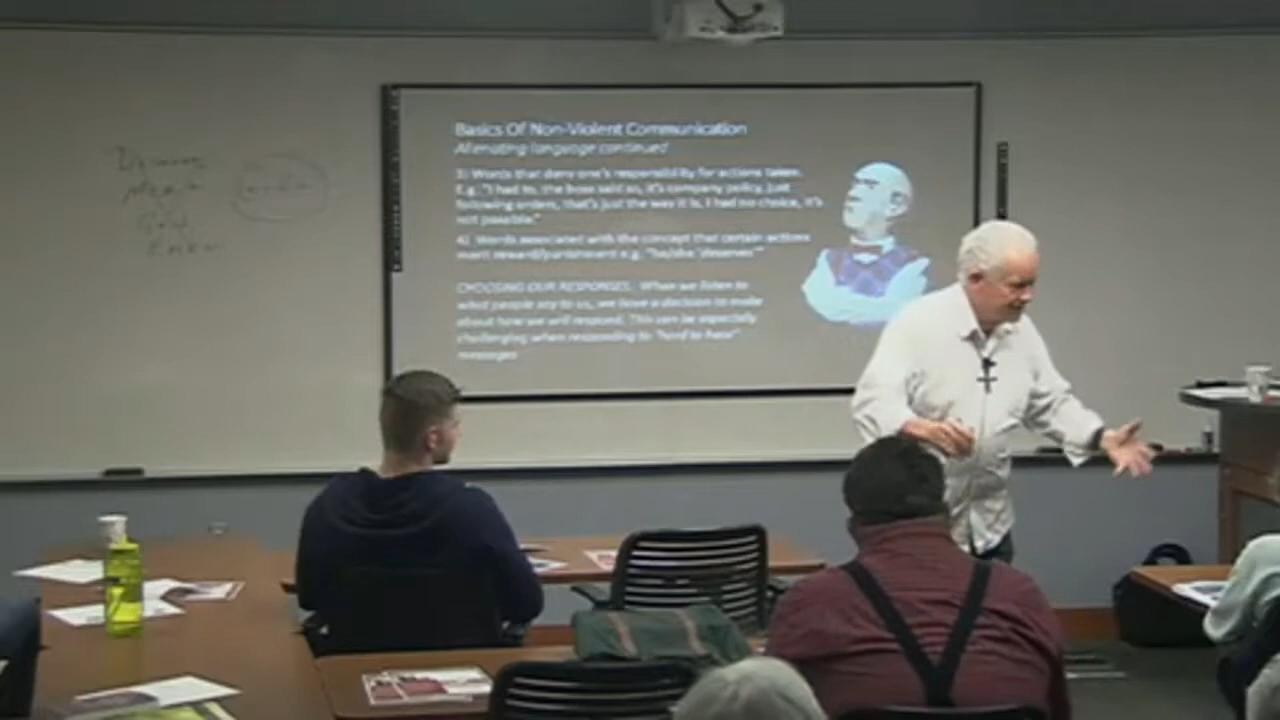 Basics Of Non-Violent Communication
Alienating language continued
3) Words that deny one's responsibility for actions taken.
E.g. "I had to, the boss said so, it's company policy, just
following orders, that's just the way it is, I had no choice, it's
not possible."
4) Words associated with the concept that certain actions
merit reward/punishment e.g. "he/she 'deserves'"
CHOOSING OUR RESPONSES. When we listen to
what people say to us, we have a decision to make
about how we will respond. This can be especially
challenging when responding to "hard to hear"
messages